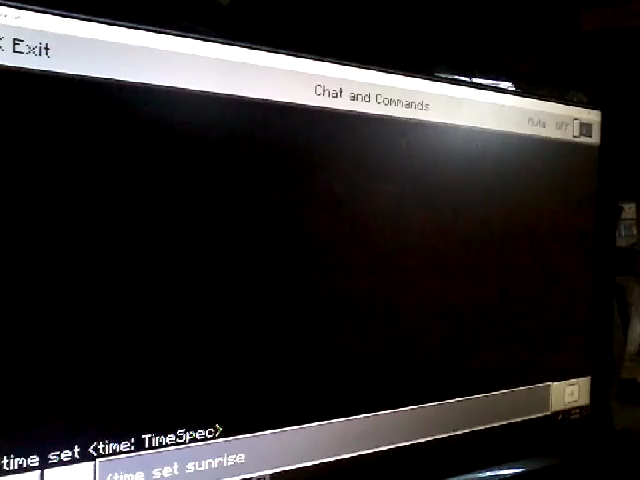 Exit
Chat and Commands
Mute OFF
time set <time: TimeSpec>
/time set sunrise